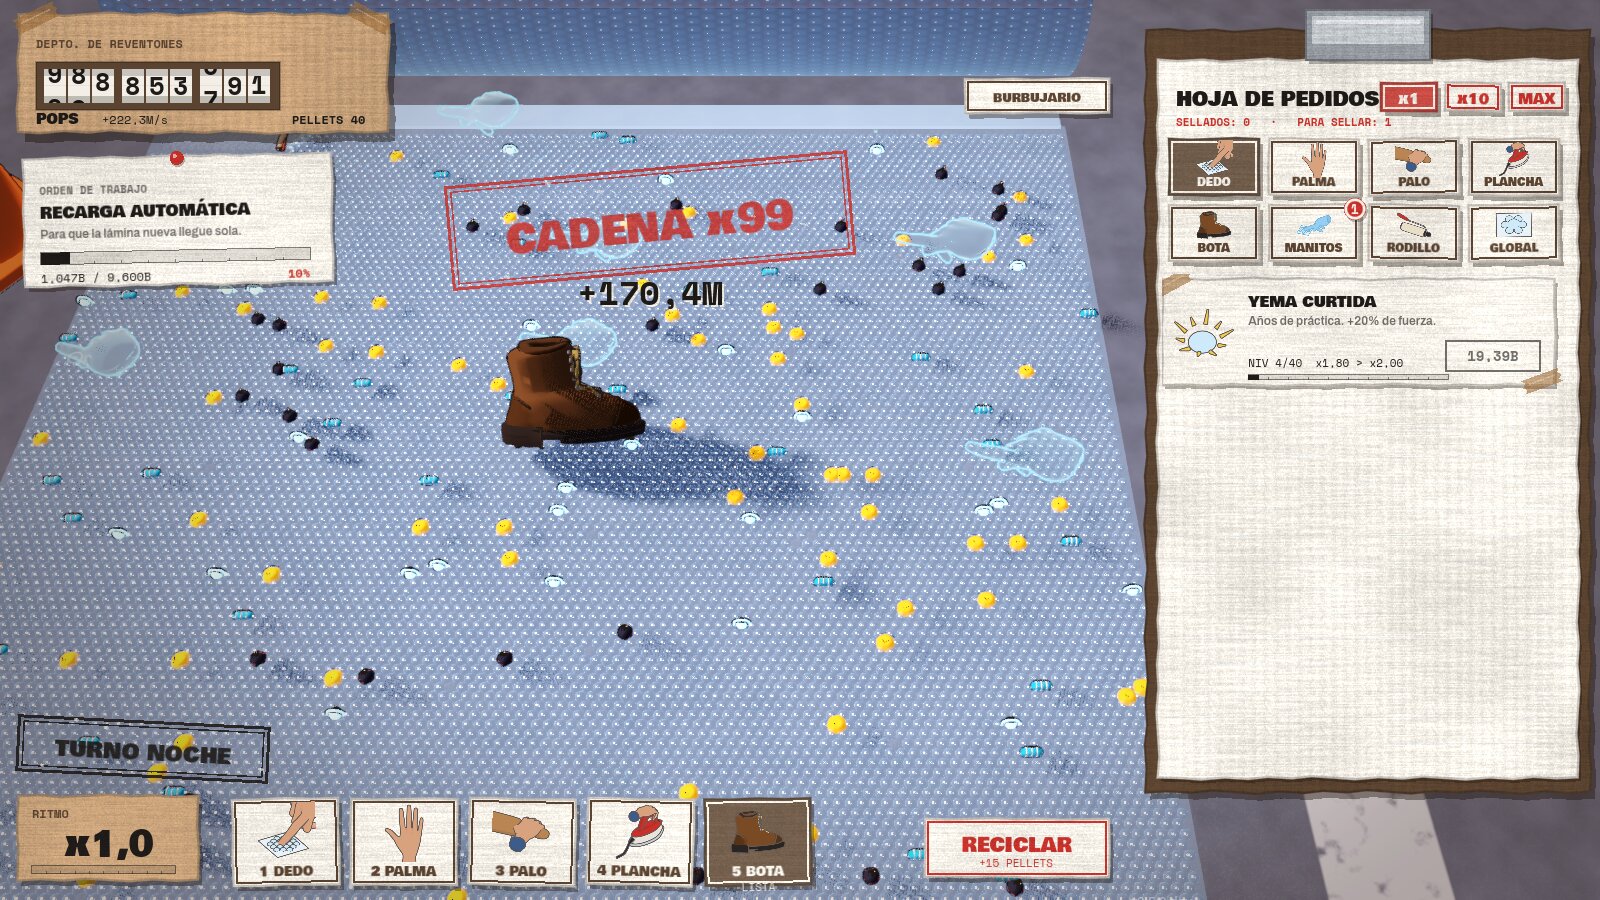 DEPTO. DE REVENTONES
988 853 91
POPS +222,3M/s PELLETS 40
ORDEN DE TRABAJO
RECARGA AUTOMÁTICA
Para que la lámina nueva llegue sola.
1,047B / 9,600B 10%
CADENA x99
+170,4M
BURBUJARIO
HOJA DE PEDIDOS x1 x10 MAX
SELLADOS: 0 · PARA SELLAR: 1
DEDO PALMA PALO PLANCHA
1
BOTA MANITOS RODILLO GLOBAL
YEMA CURTIDA
Años de práctica. +20% de fuerza.
NIV 4/40 x1,80 > x2,00 19,39B
TURNO NOCHE
RITMO
x1,0
1 DEDO 2 PALMA 3 PALO 4 PLANCHA 5 BOTA
LISTA
RECICLAR
+15 PELLETS